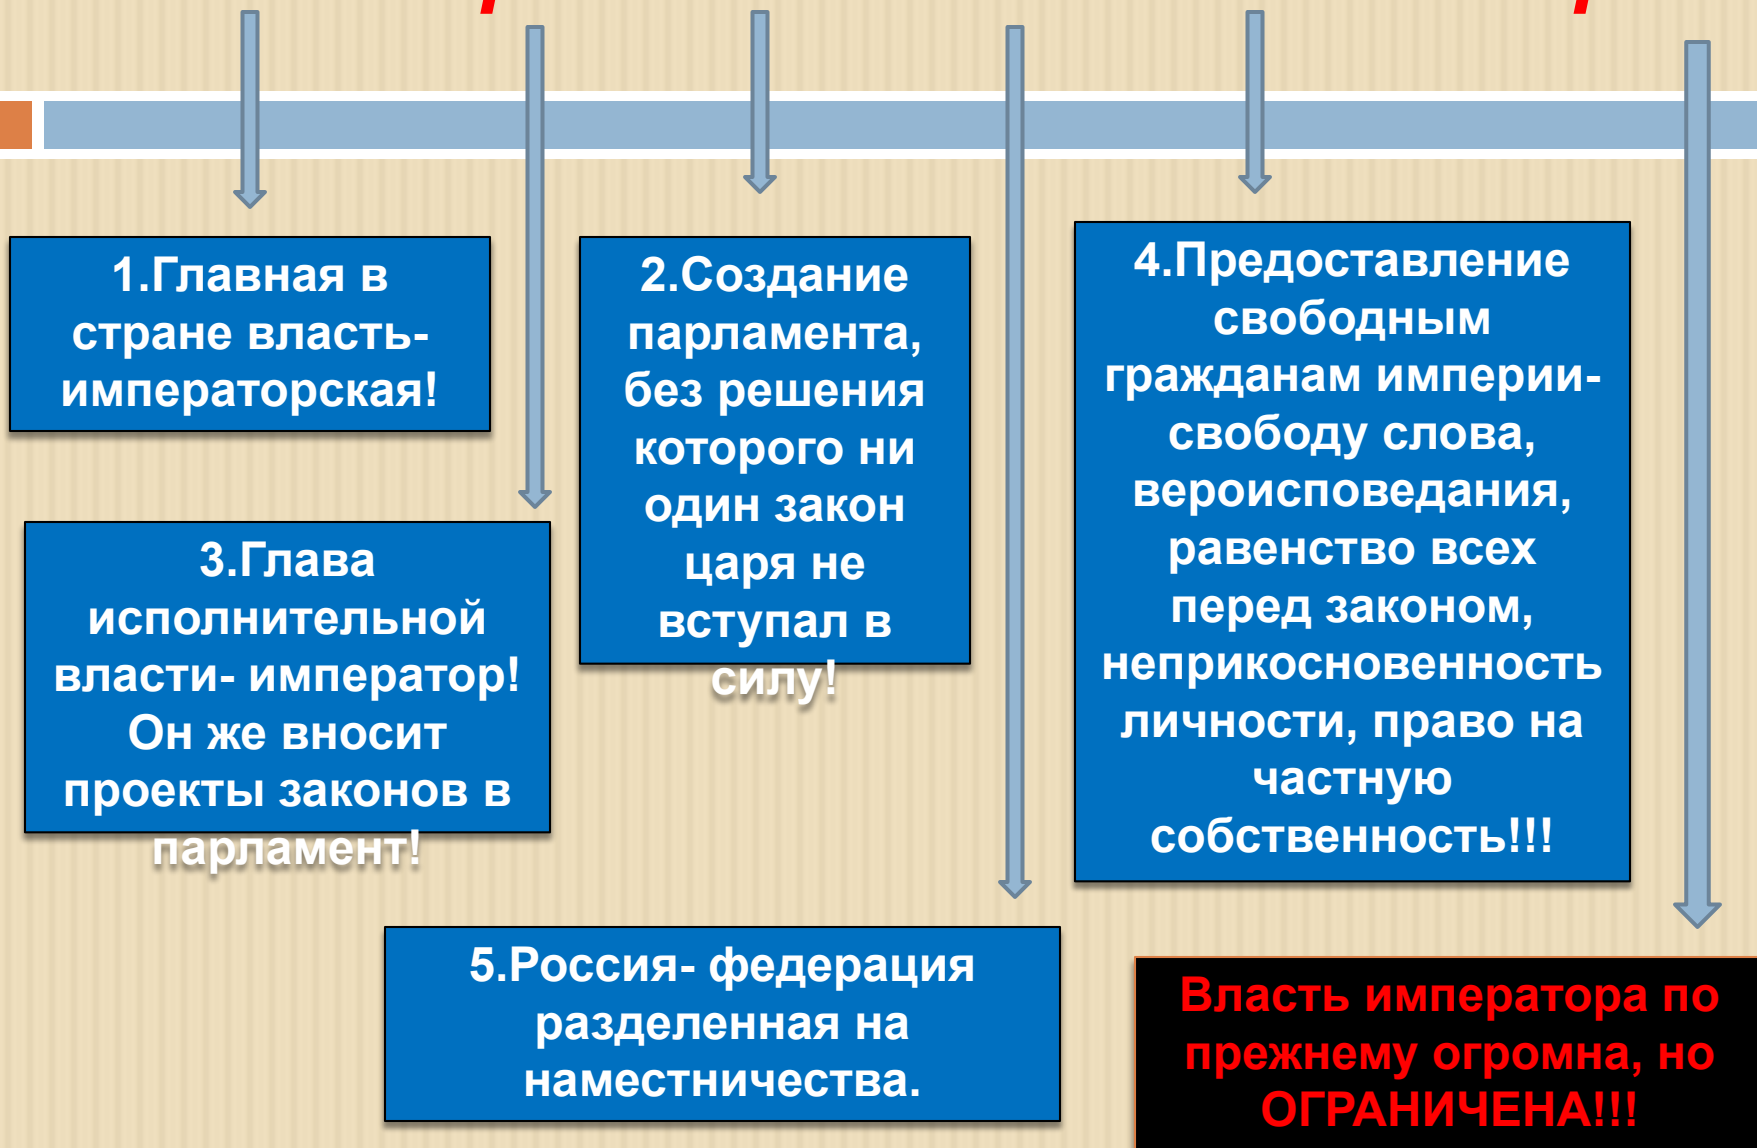 1.Главная в
стране власть-
императорская!
2.Создание
парламента,
без решения
которого ни
один закон
царя не
вступал в
силу!
3.Глава
исполнительной
власти- император!
Он же вносит
проекты законов в
парламент!
4.Предоставление
свободным
гражданам империи-
свободу слова,
вероисповедания,
равенство всех
перед законом,
неприкосновенность
личности, право на
частную
собственность!!!
5.Россия- федерация
разделенная на
наместничества.
Власть императора по
прежнему огромна, но
ОГРАНИЧЕНА!!!